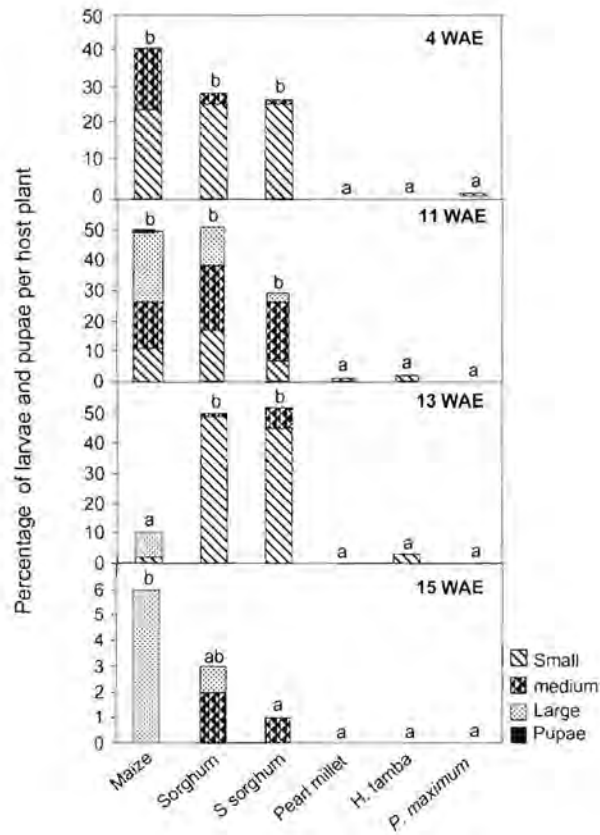 Percentage of larvae and pupae per host plant
4 WAE
50
40
30
20
10
0
b
b
b
a
a
a
11 WAE
50
40
30
20
10
0
b
b
b
a
a
a
13 WAE
50
40
30
20
10
0
a
b
b
a
a
a
15 WAE
6
5
4
3
2
1
0
b
ab
a
a
a
a
Maize
Sorghum
S sorghum
Pearl millet
H. tamba
P. maximum
Small
medium
Large
Pupae